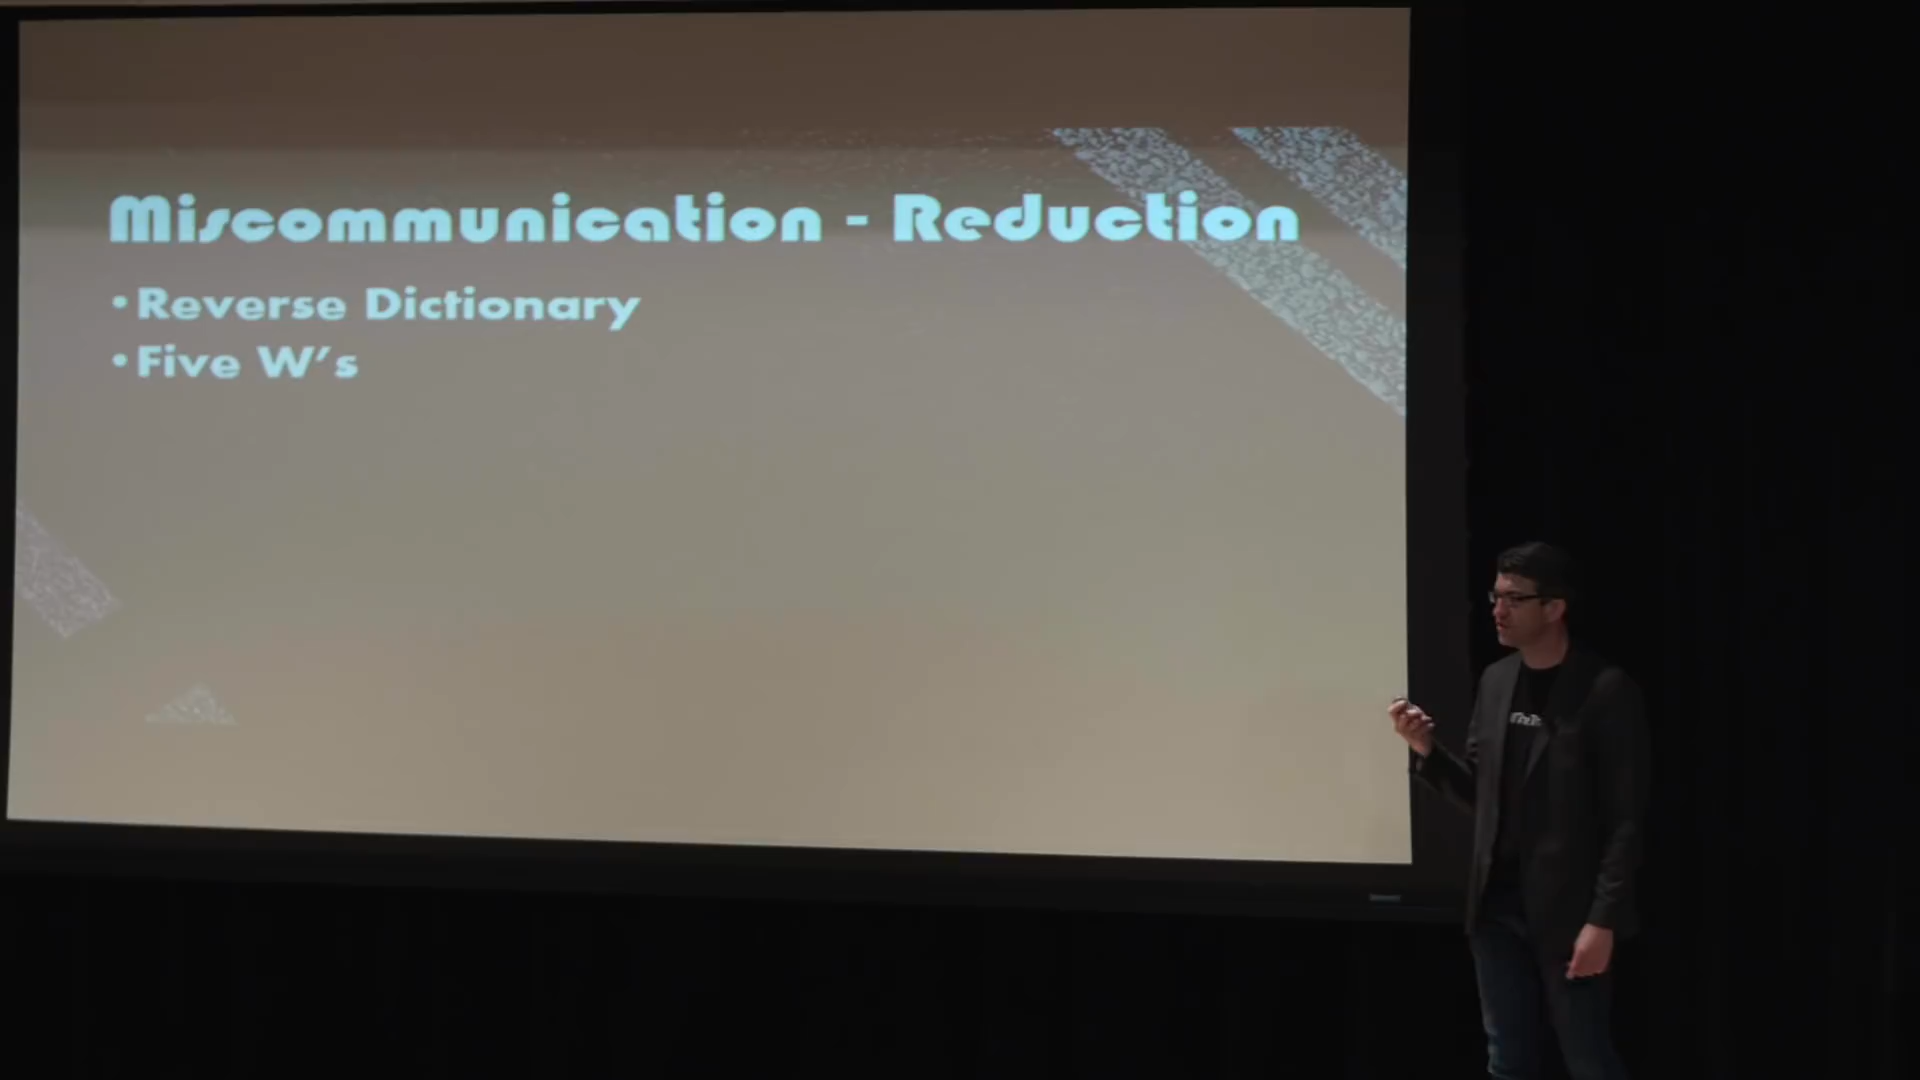 Miscommunication - Reduction
•Reverse Dictionary
•Five W's